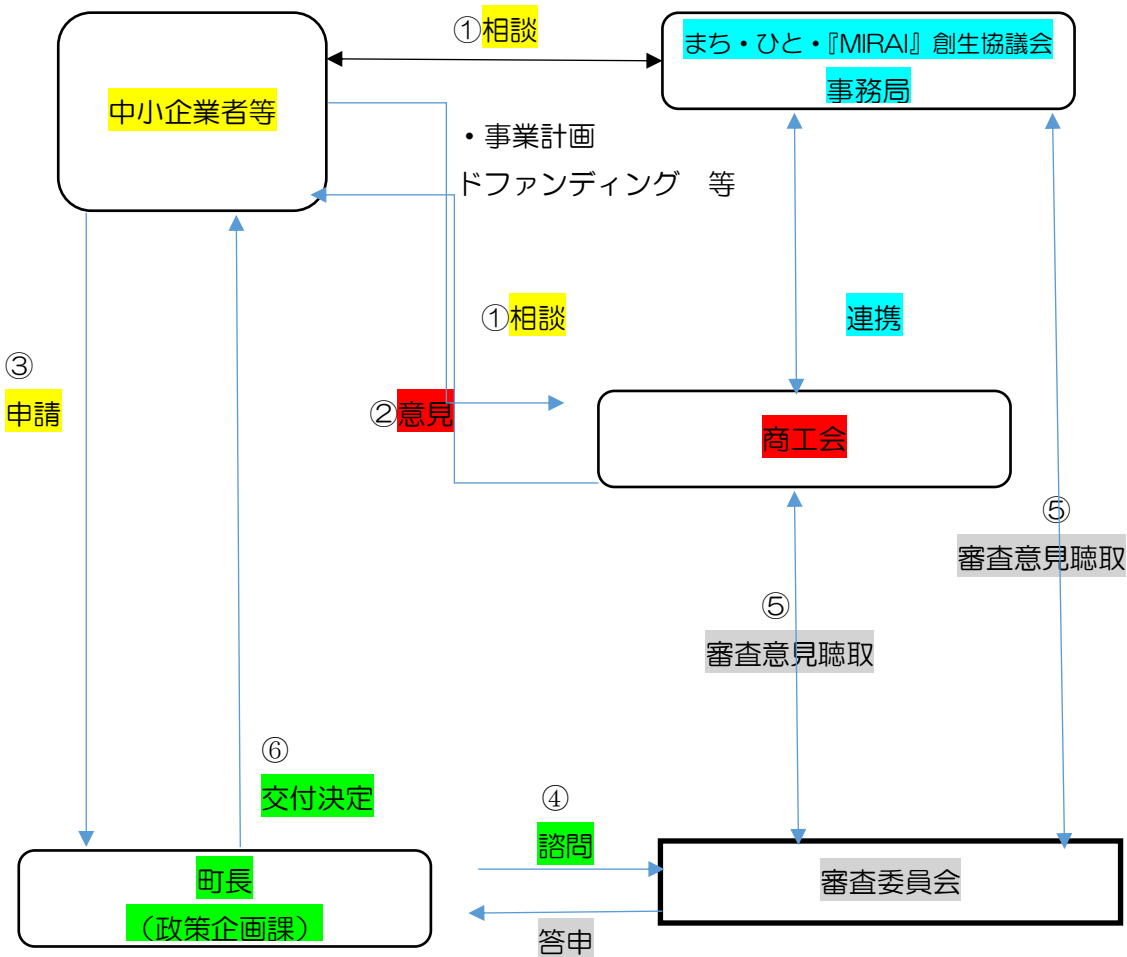 ①相談
まち・ひと・『MIRAI』創生協議会
事務局
中小企業者等
・事業計画
ドファンディング　等
①相談
連携
③
申請
②意見
商工会
⑤
審査意見聴取
⑤
審査意見聴取
⑥
交付決定
④
諮問
町長
（政策企画課）
審査委員会
答申